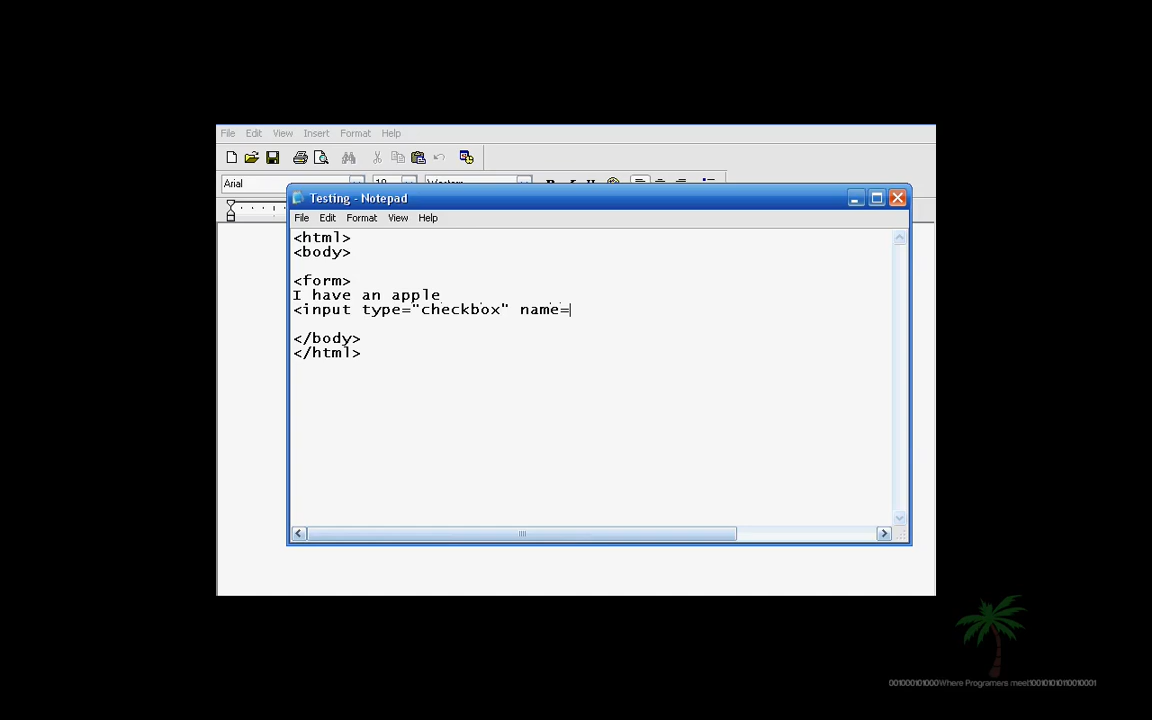 File Edit View Insert Format Help
Arial
Western
Testing - Notepad
File Edit Format View Help
<html>
<body>
<form>
I have an apple
<input type="checkbox" name=
</body>
</html>
Where Programers meet